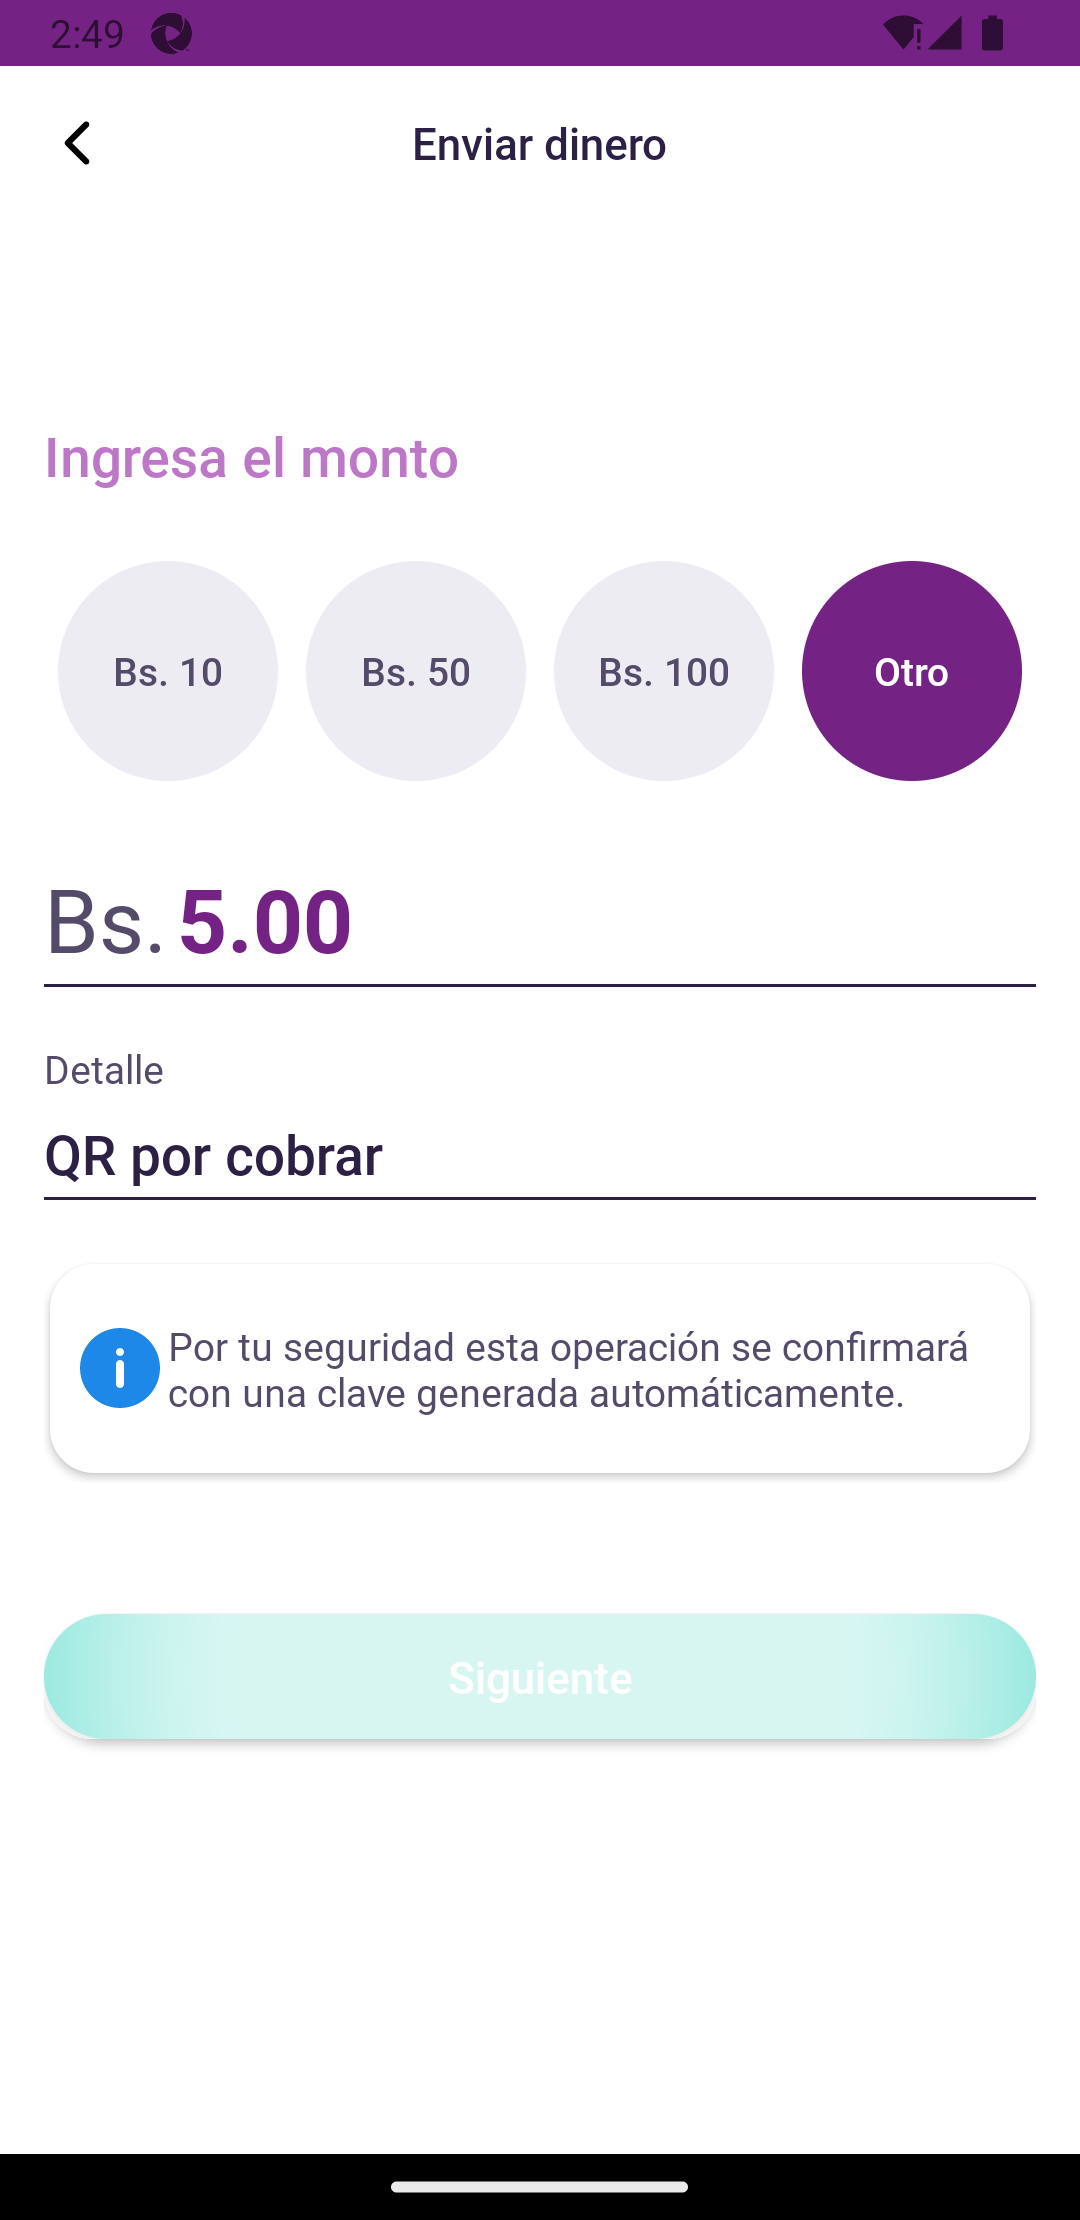 2:49
Enviar dinero
Ingresa el monto
Bs. 10
Bs. 50
Bs. 100
Otro
Bs. 5.00
Detalle
QR por cobrar
Por tu seguridad esta operación se confirmará
con una clave generada automáticamente.
Siguiente